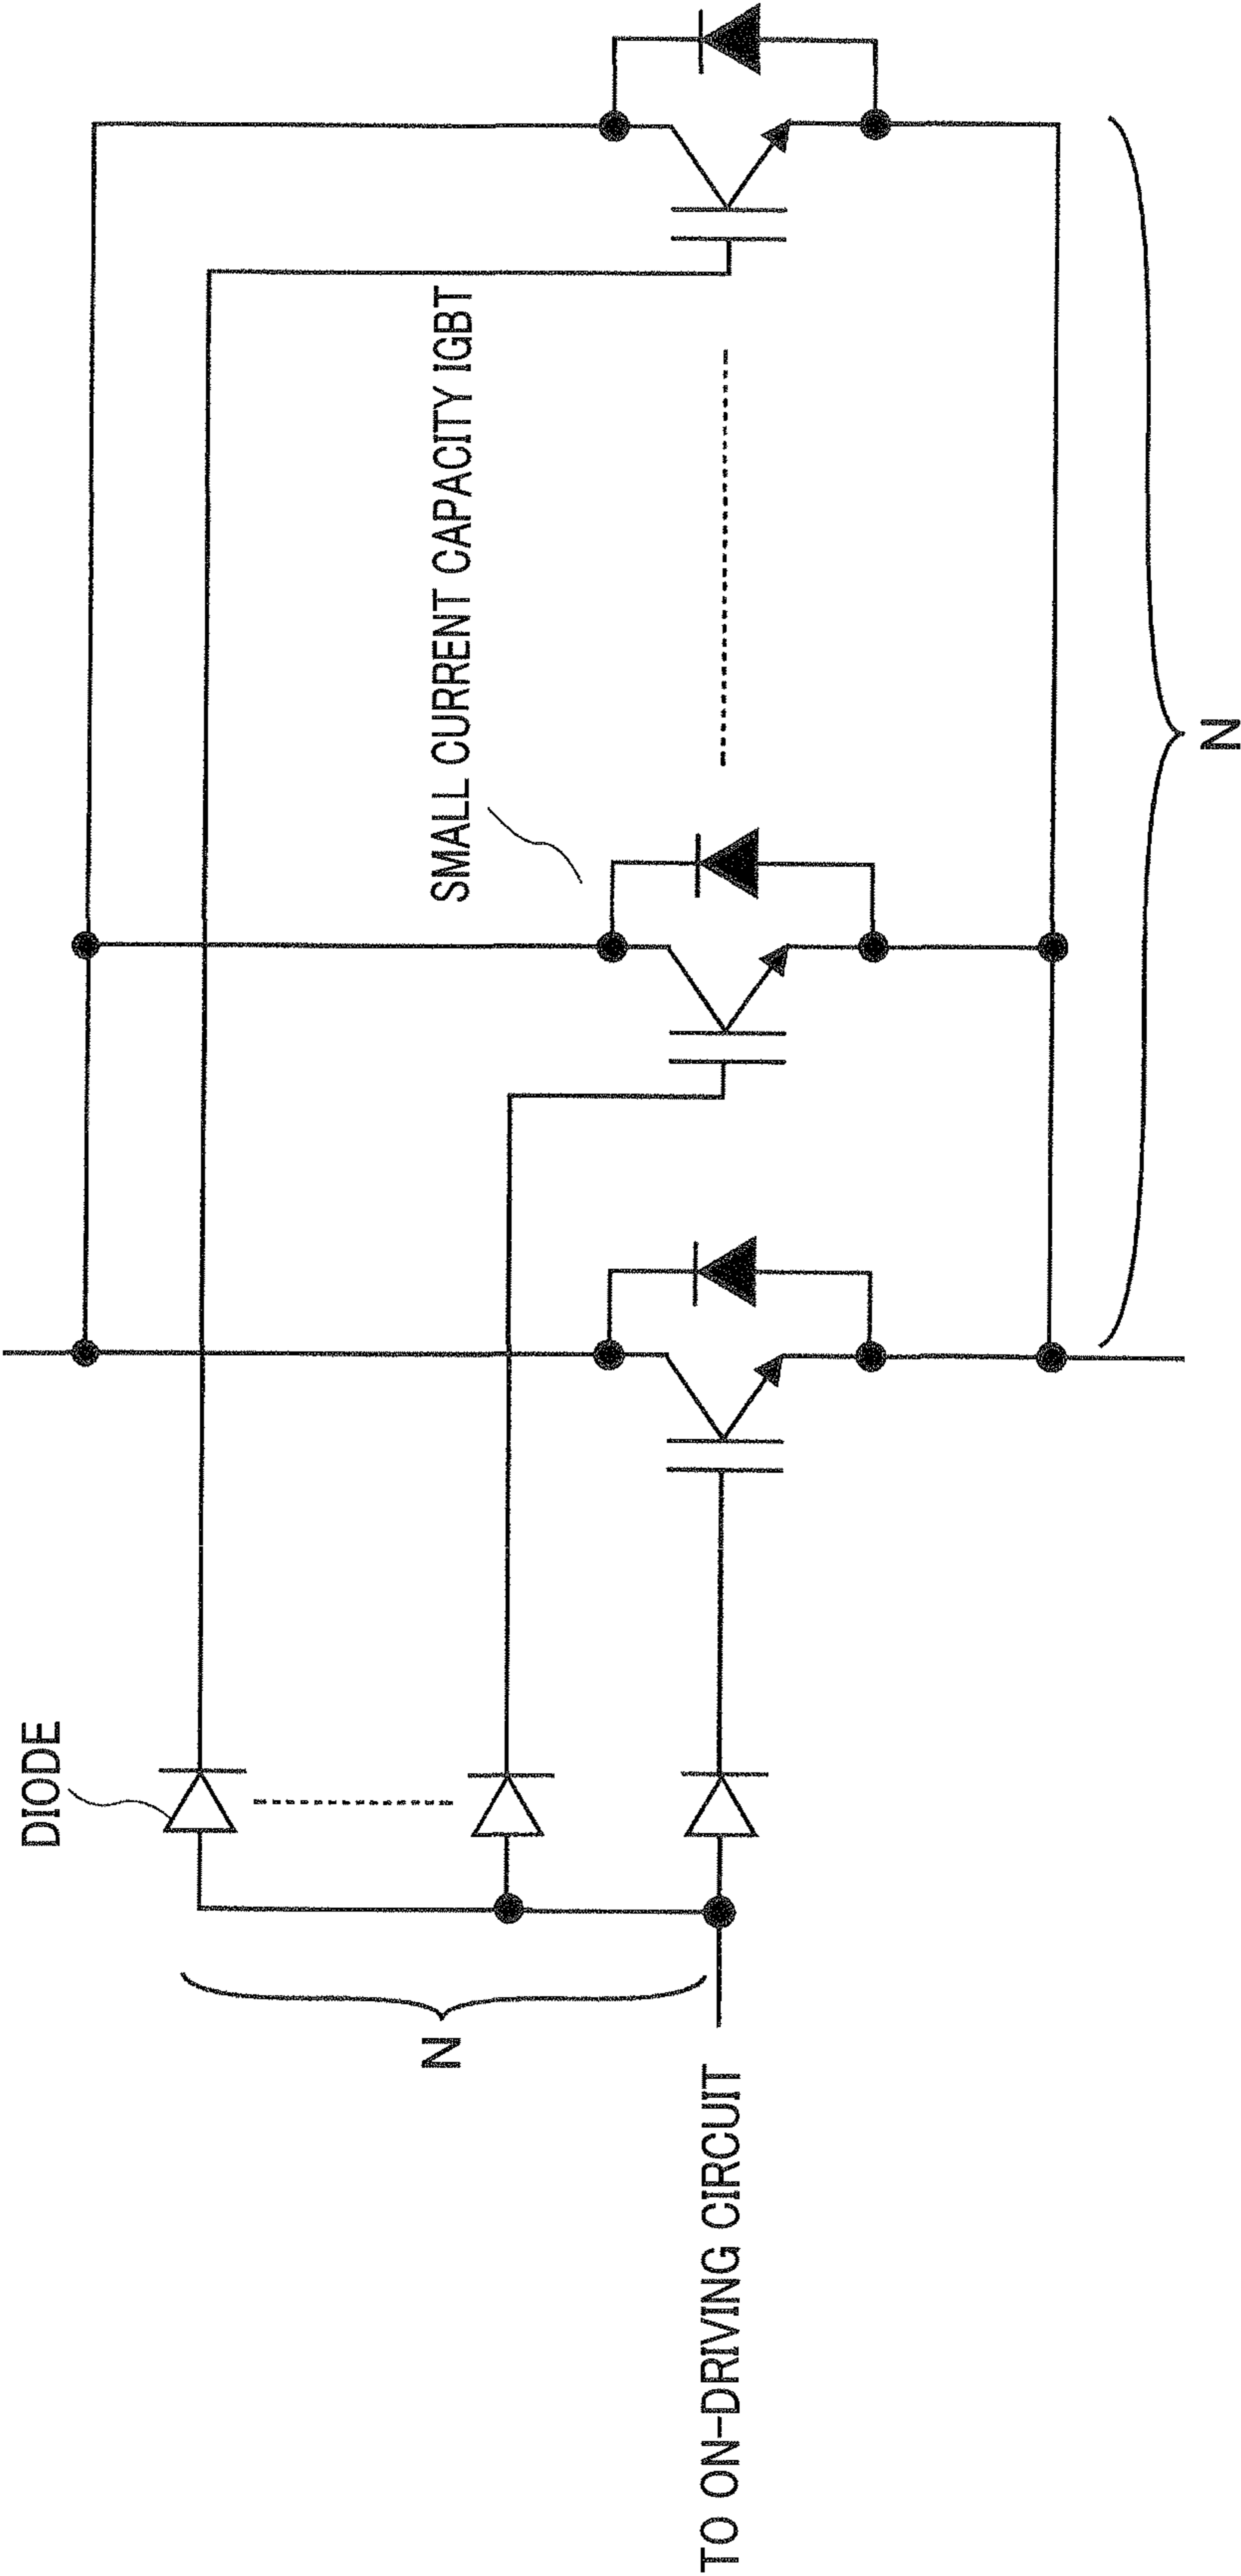 DIODE
SMALL CURRENT CAPACITY IGBT
N
TO ON-DRIVING CIRCUIT
N